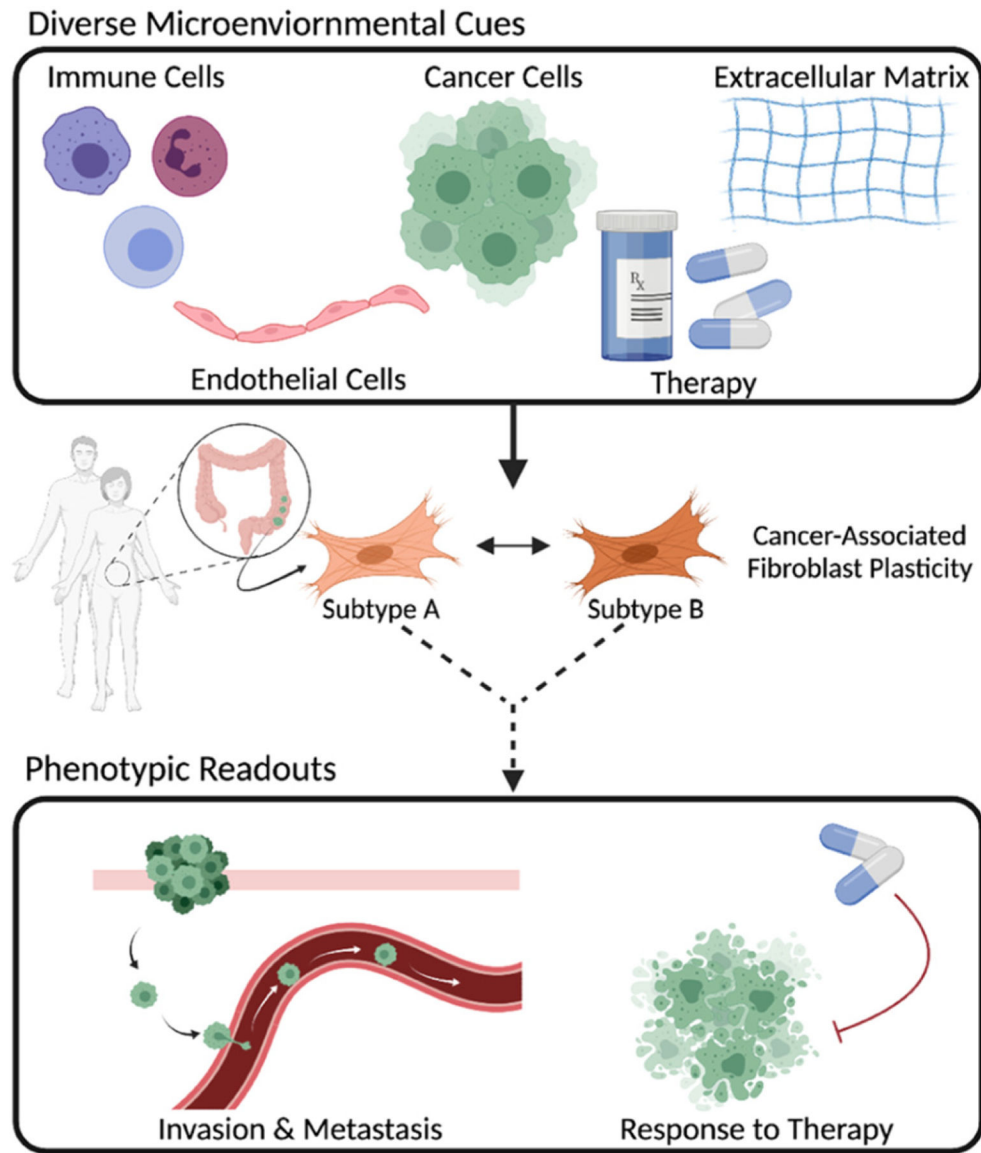 Diverse Microenviornmental Cues
Immune Cells
Cancer Cells
Extracellular Matrix
Rx
Endothelial Cells
Therapy
Cancer-Associated
Fibroblast Plasticity
Subtype A
Subtype B
Phenotypic Readouts
Invasion & Metastasis
Response to Therapy